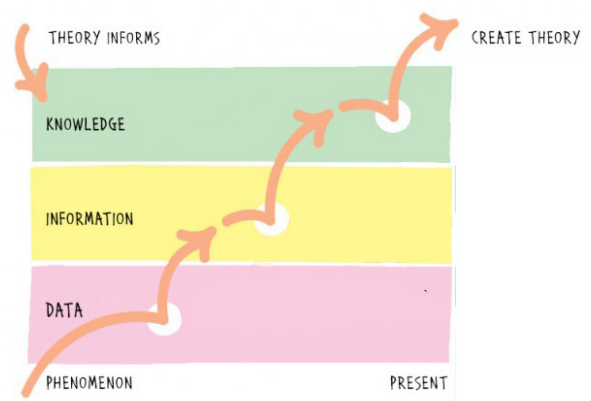 THEORY INFORMS
CREATE THEORY
KNOWLEDGE
INFORMATION
DATA
PHENOMENON
PRESENT